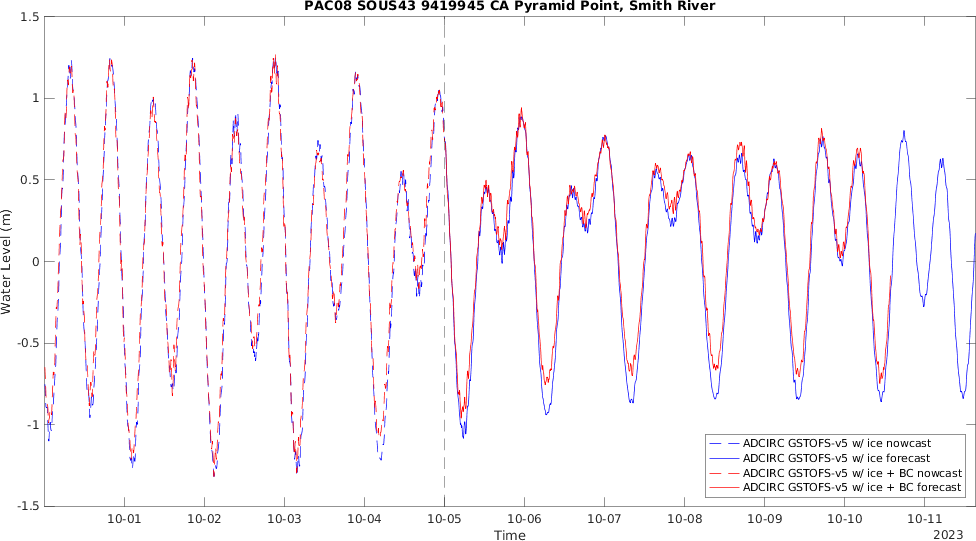 PAC08 SOUS43 9419945 CA Pyramid Point, Smith River
1.5
1
0.5
0
-0.5
-1
-1.5
Water Level (m)
ADCIRC GSTOFS-v5 w/ ice nowcast
ADCIRC GSTOFS-v5 w/ ice forecast
ADCIRC GSTOFS-v5 w/ ice + BC nowcast
ADCIRC GSTOFS-v5 w/ ice + BC forecast
10-01 10-02 10-03 10-04 10-05 10-06 10-07 10-08 10-09 10-10 10-11
Time 2023